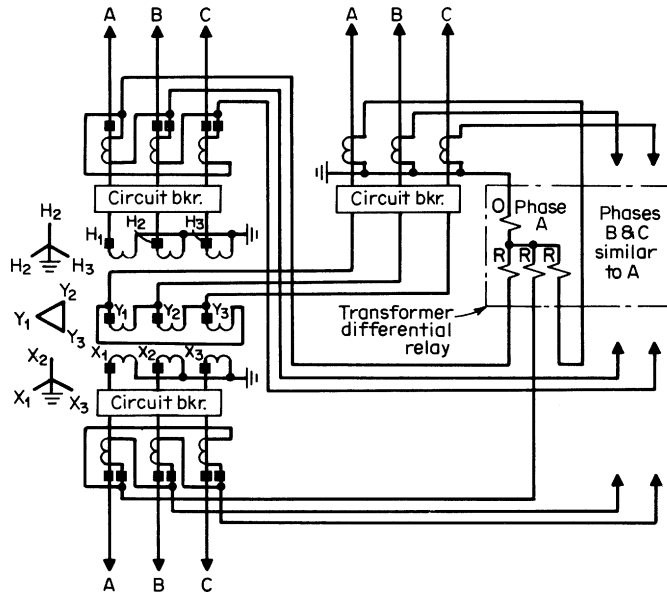 A B C
A B C
Circuit bkr.
Circuit bkr.
H2
H1 H2 H3
H2 H3
O Phase
A
R R R
Phases
B & C
similar
to A
Y2
Y1
Y3
Y1 Y2 Y3
Transformer
differential
relay
X2
X1 X2 X3
X1 X3
Circuit bkr.
A B C